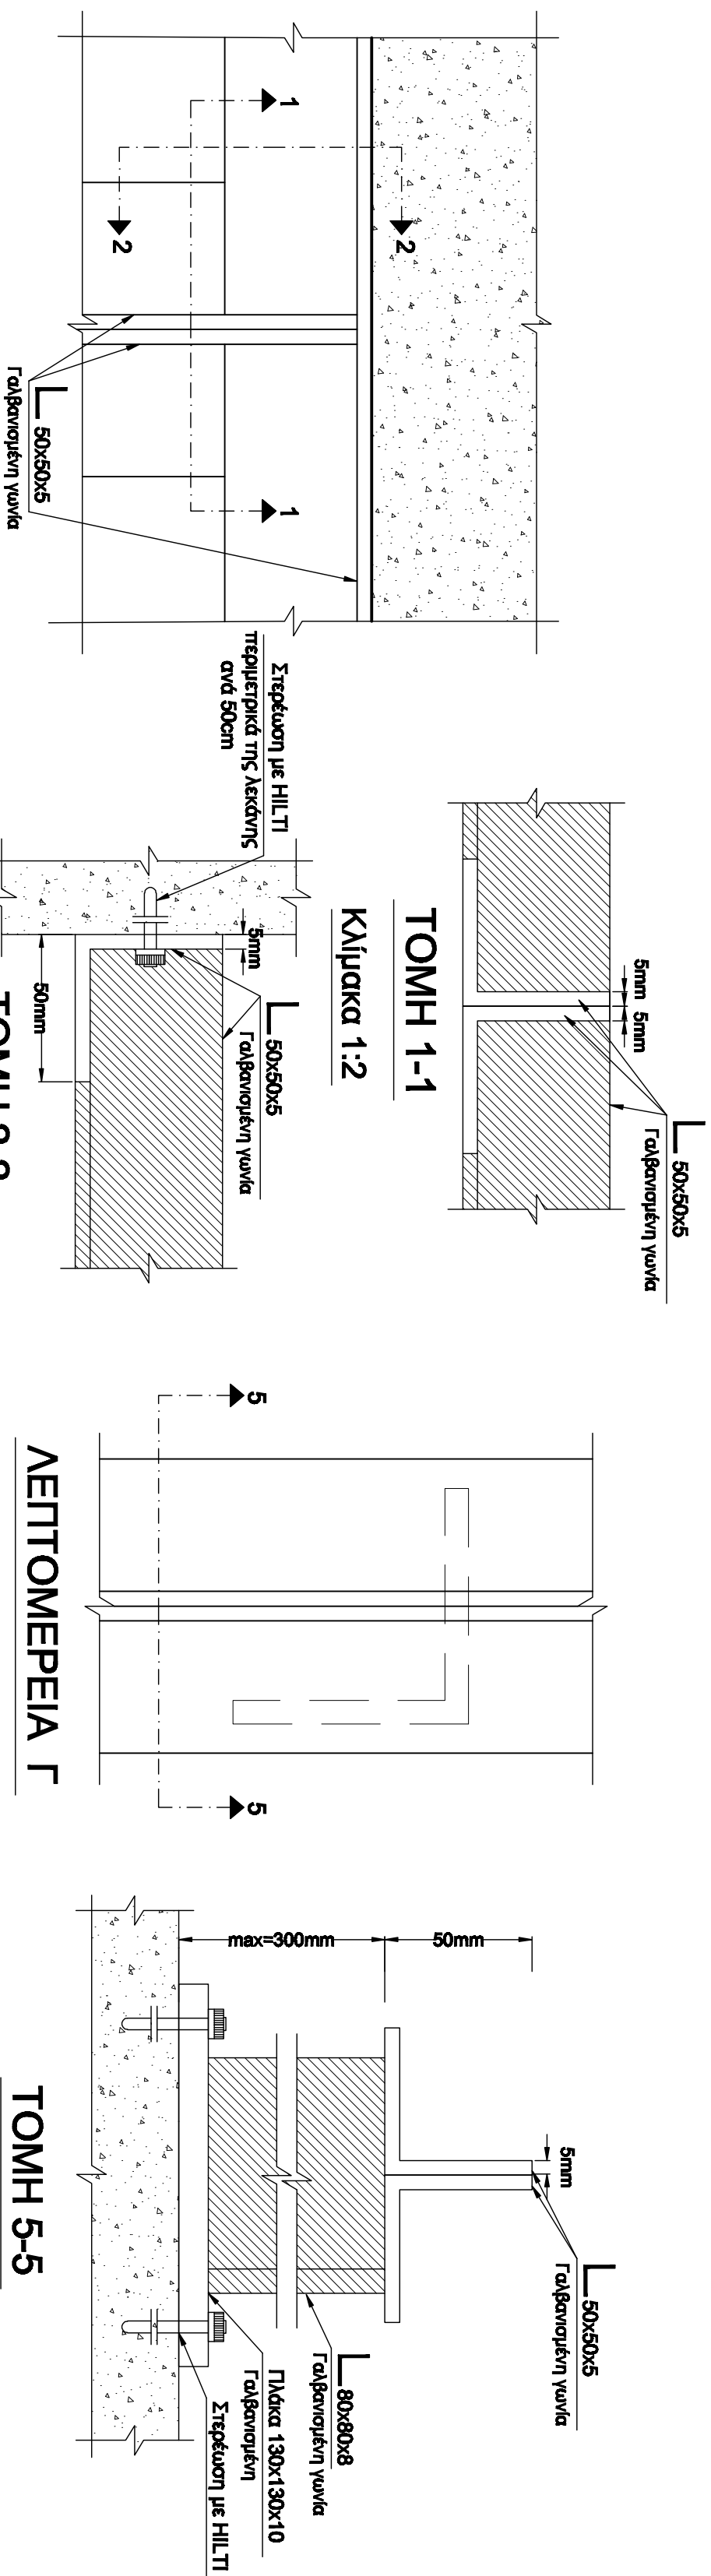 1
1
2
2
50x50x5
Γαλβανισμένη γωνία
5mm
5mm
50x50x5
Γαλβανισμένη γωνία
ΤΟΜΗ 1-1
Κλίμακα 1:2
Στερέωση με HILTI
περιμετρικά της λεκάνης
ανά 50cm
5mm
50mm
50x50x5
Γαλβανισμένη γωνία
5
5
ΛΕΠΤΟΜΕΡΕΙΑ Γ
5mm
50x50x5
Γαλβανισμένη γωνία
50mm
max=300mm
80x80x8
Γαλβανισμένη γωνία
Πλάκα 130x130x10
Γαλβανισμένη
Στερέωση με HILTI
ΤΟΜΗ 5-5